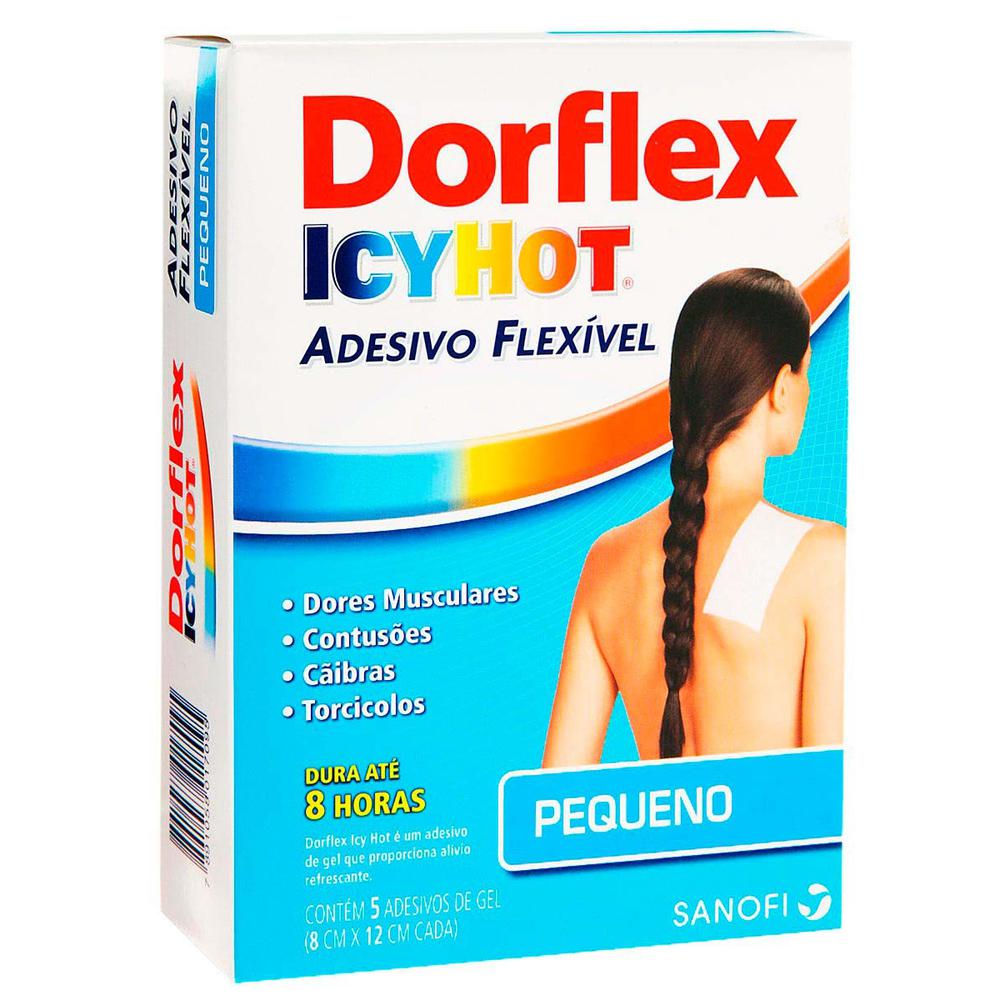 Dorflex
ICYHOT®
ADESIVO FLEXÍVEL
• Dores Musculares
• Contusões
• Cãibras
• Torcicolos
DURA ATÉ
8 HORAS
Dorflex Icy Hot é um adesivo
de gel que proporciona alívio
refrescante.
CONTÉM 5 ADESIVOS DE GEL
(8 CM X 12 CM CADA)
PEQUENO
SANOFI
ADESIVO
FLEXÍVEL
PEQUENO
Dorflex
ICYHOT®
7891058017095